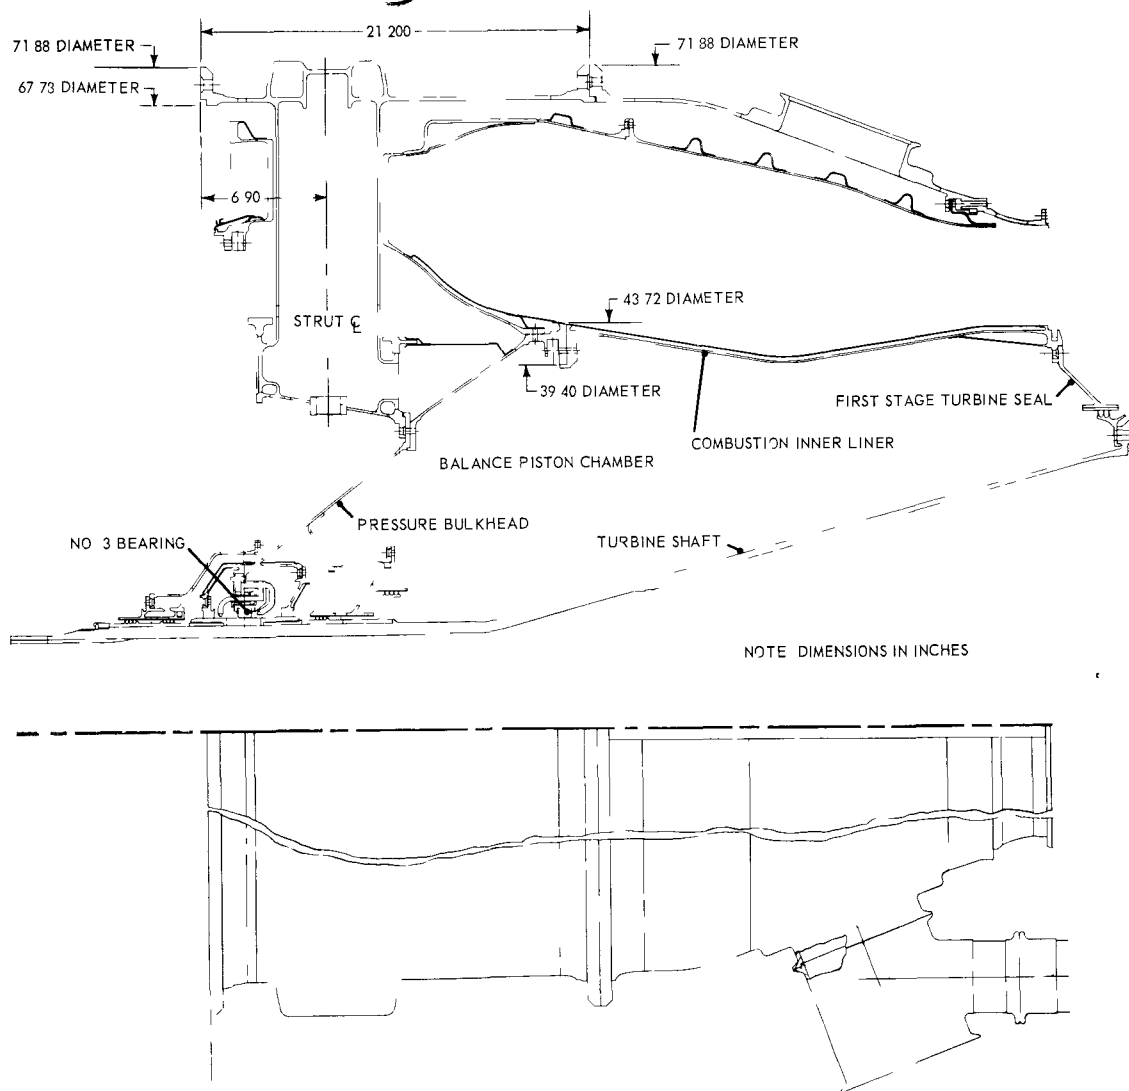 21 200
71 88 DIAMETER
71 88 DIAMETER
67 73 DIAMETER
6 90
43 72 DIAMETER
STRUT ℄
39 40 DIAMETER
FIRST STAGE TURBINE SEAL
COMBUSTION INNER LINER
BALANCE PISTON CHAMBER
PRESSURE BULKHEAD
NO 3 BEARING
TURBINE SHAFT
NOTE DIMENSIONS IN INCHES